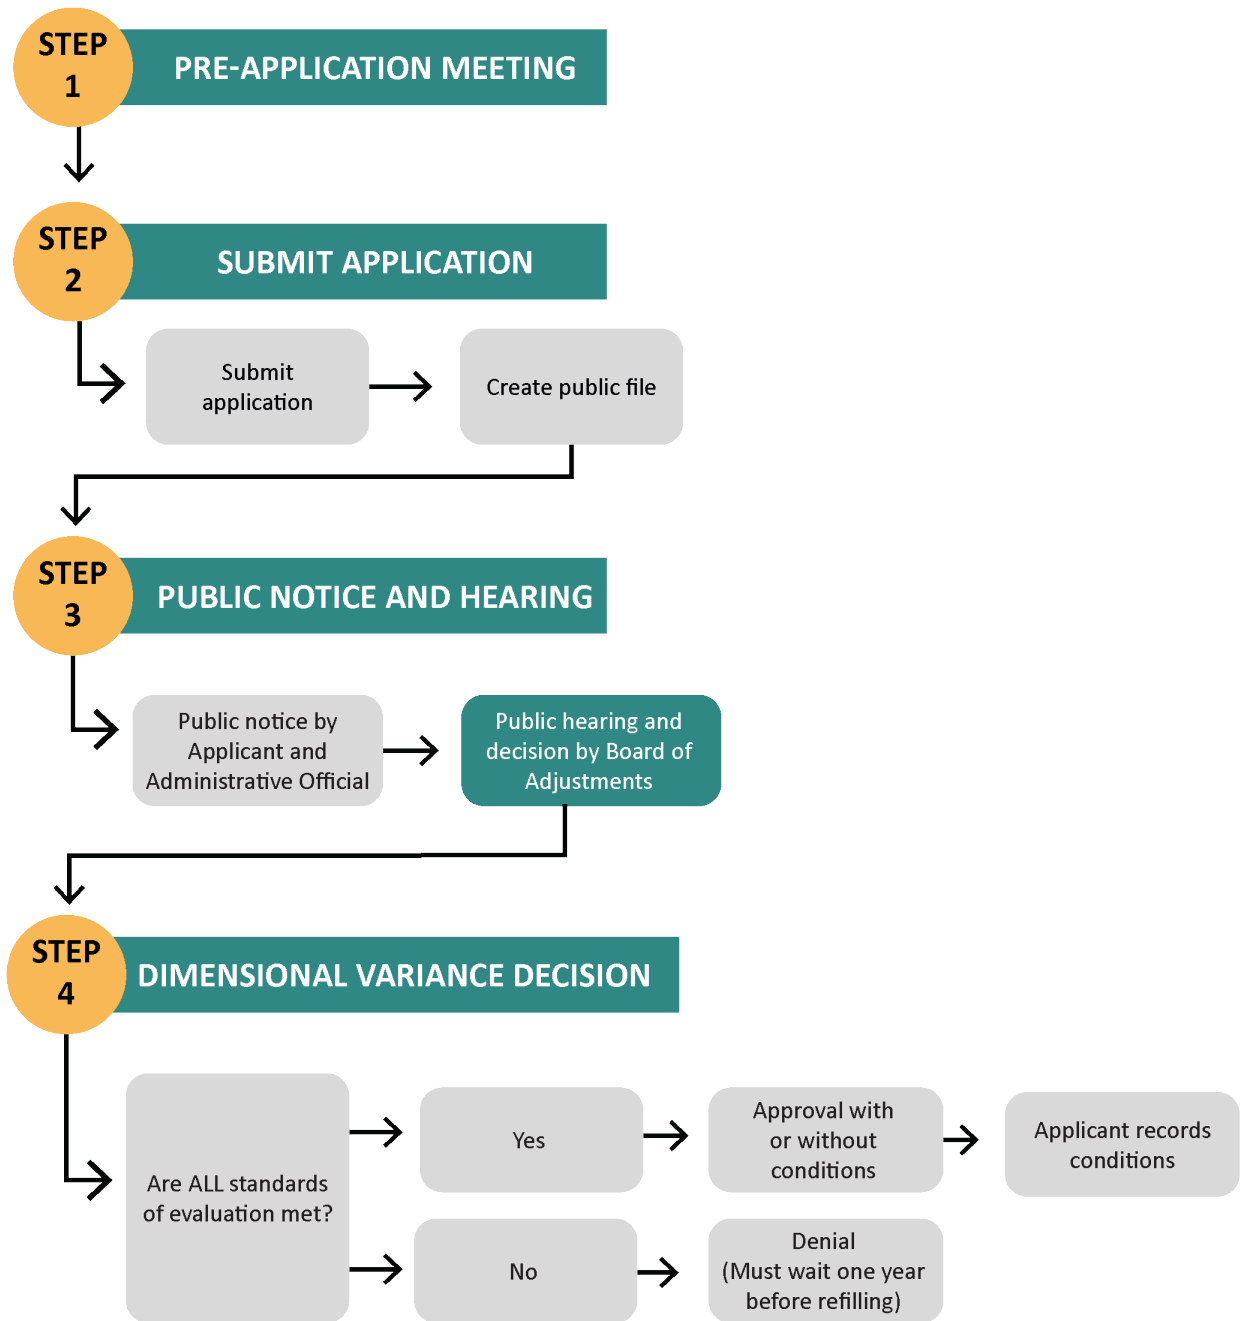 STEP
1
PRE-APPLICATION MEETING
STEP
2
SUBMIT APPLICATION
Submit
application
Create public file
STEP
3
PUBLIC NOTICE AND HEARING
Public notice by
Applicant and
Administrative Official
Public hearing and
decision by Board of
Adjustments
STEP
4
DIMENSIONAL VARIANCE DECISION
Are ALL standards
of evaluation met?
Yes
Approval with
or without
conditions
Applicant records
conditions
No
Denial
(Must wait one year
before refilling)